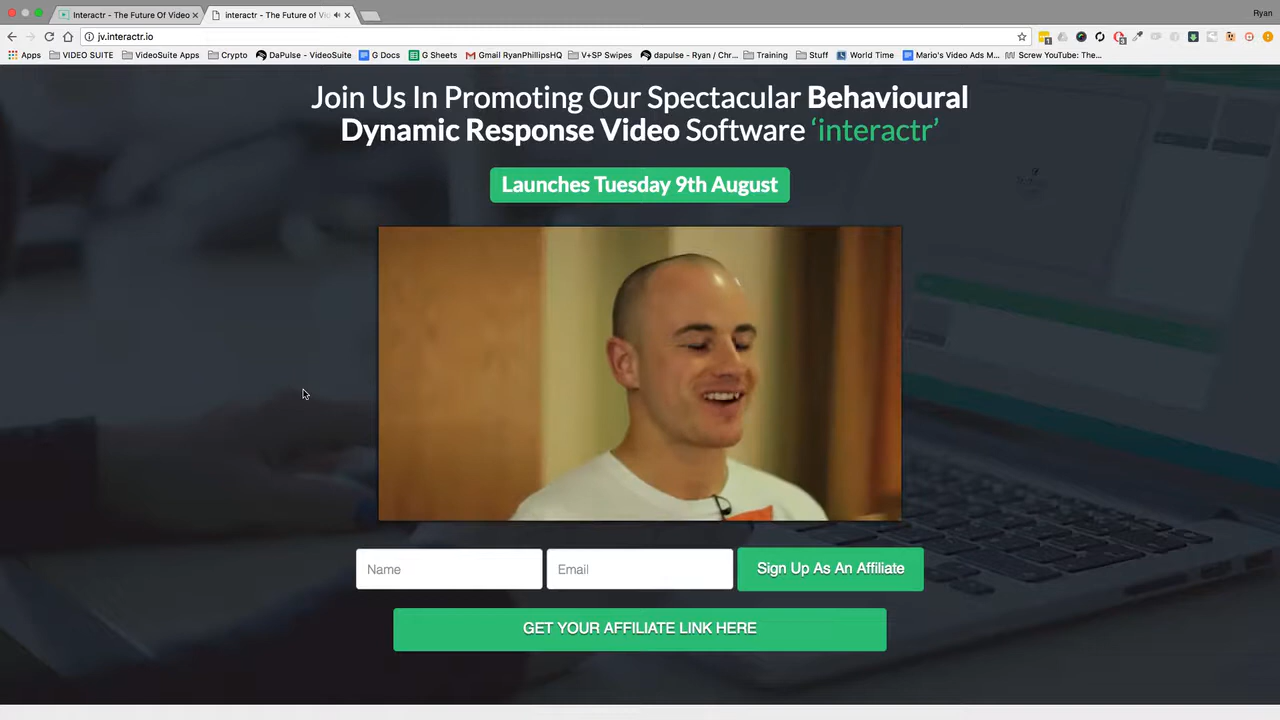 Interactr - The Future Of Video
interactr - The Future of Vi
Ryan
jv.interactr.io
Apps
VIDEO SUITE
VideoSuite Apps
Crypto
DaPulse - VideoSuite
G Docs
G Sheets
Gmail RyanPhillipsHQ
V+SP Swipes
dapulse - Ryan / Chr...
Training
Stuff
World Time
Mario's Video Ads M...
Screw YouTube: The...
Join Us In Promoting Our Spectacular Behavioural
Dynamic Response Video Software ‘interactr’
Launches Tuesday 9th August
Name
Email
Sign Up As An Affiliate
GET YOUR AFFILIATE LINK HERE